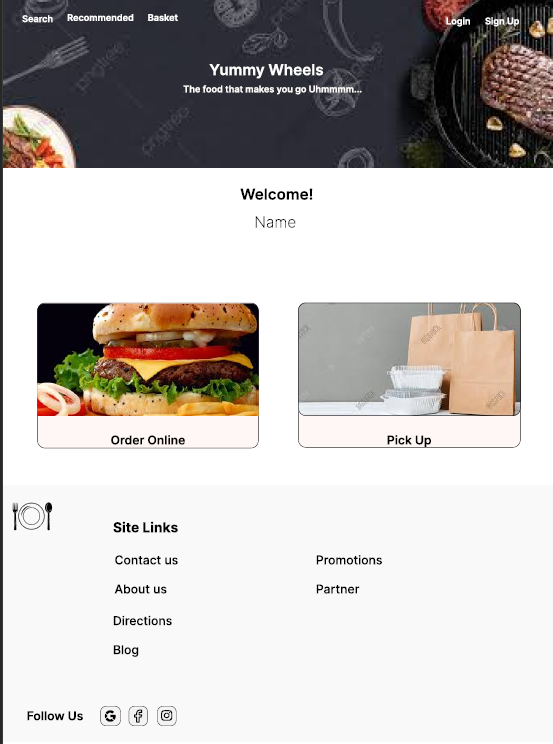 Search Recommended Basket Login Sign Up
Yummy Wheels
The food that makes you go Uhmmmm...
Welcome!
Name
Order Online Pick Up
Site Links
Contact us Promotions
About us Partner
Directions
Blog
Follow Us